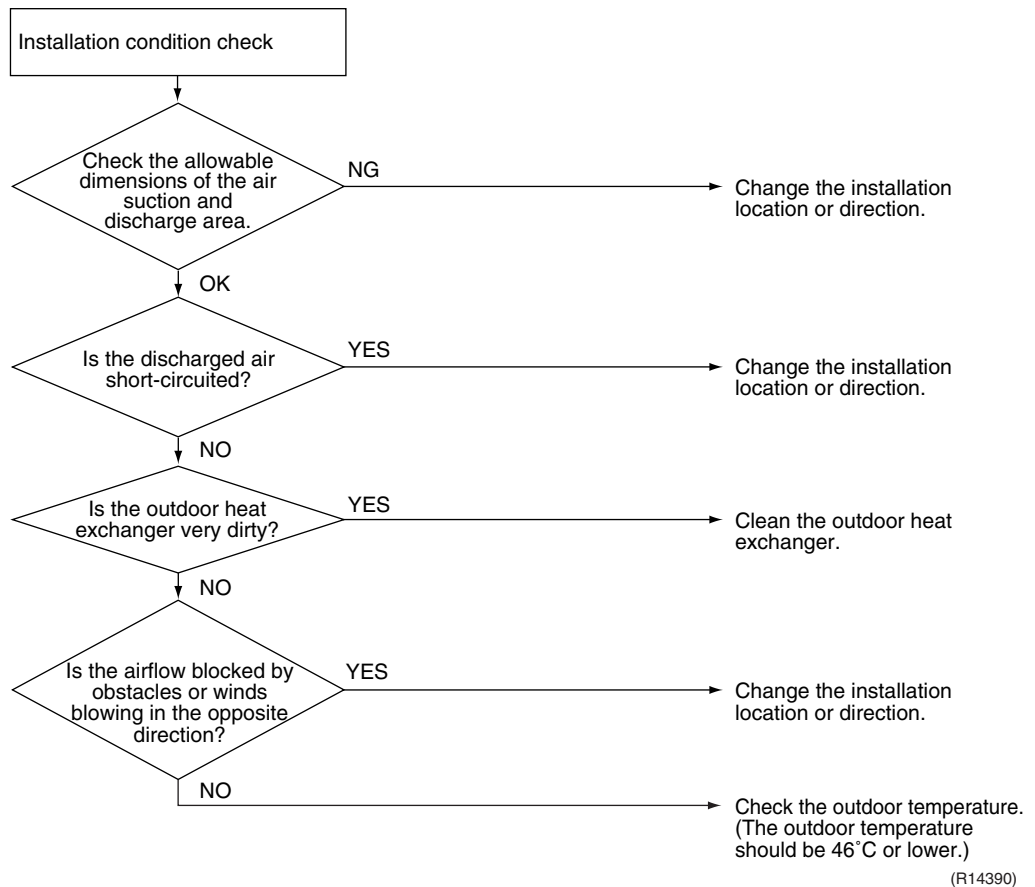 Installation condition check
Check the allowable
dimensions of the air
suction and
discharge area.
NG
Change the installation
location or direction.
OK
Is the discharged air
short-circuited?
YES
Change the installation
location or direction.
NO
Is the outdoor heat
exchanger very dirty?
YES
Clean the outdoor heat
exchanger.
NO
Is the airflow blocked by
obstacles or winds
blowing in the opposite
direction?
YES
Change the installation
location or direction.
NO
Check the outdoor temperature.
(The outdoor temperature
should be 46˚C or lower.)
(R14390)